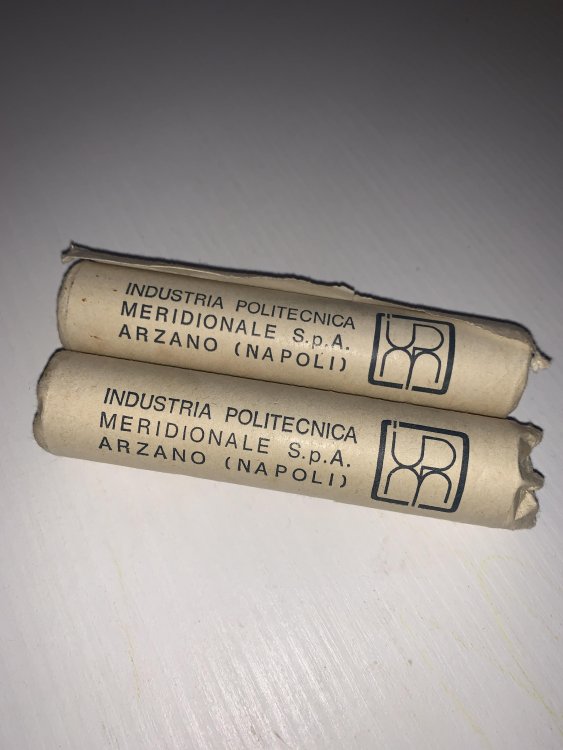 INDUSTRIA POLITECNICA
MERIDIONALE S.p.A.
ARZANO (NAPOLI)
INDUSTRIA POLITECNICA
MERIDIONALE S.p.A.
ARZANO (NAPOLI)